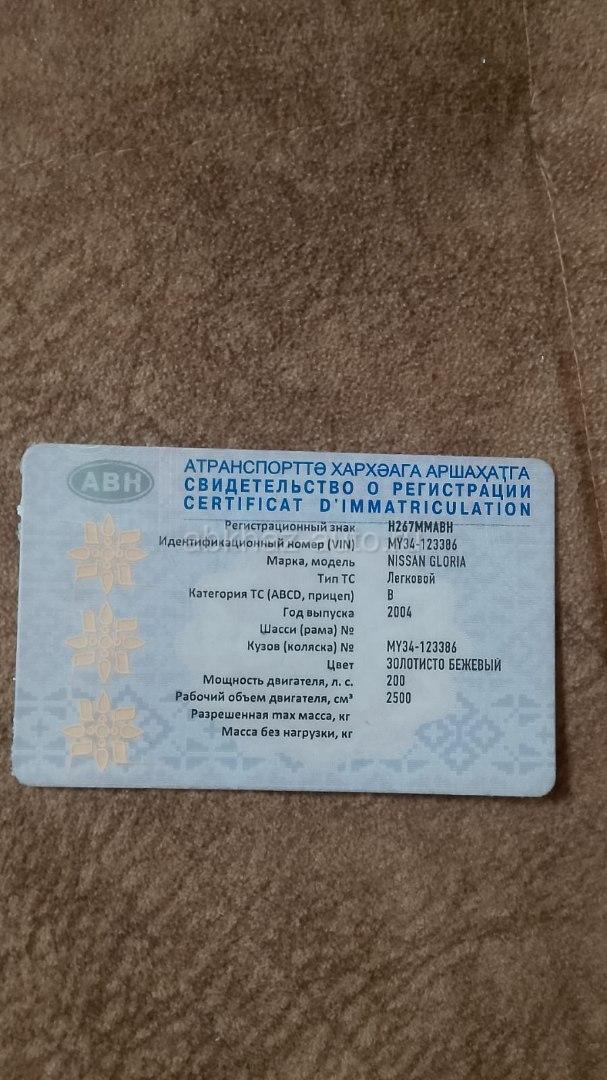 АВН
АТРАНСПОРТТӘ ХАРХӘАГА АРШАҲАҬГА
СВИДЕТЕЛЬСТВО О РЕГИСТРАЦИИ
CERTIFICAT D'IMMATRICULATION
Регистрационный знак Н267ММАВН
Идентификационный номер (VIN) MY34-123386
Марка, модель NISSAN GLORIA
Тип ТС Легковой
Категория ТС (ABCD, прицеп) B
Год выпуска 2004
Шасси (рама) №
Кузов (коляска) № MY34-123386
Цвет ЗОЛОТИСТО БЕЖЕВЫЙ
Мощность двигателя, л. с. 200
Рабочий объем двигателя, см³ 2500
Разрешенная max масса, кг
Масса без нагрузки, кг